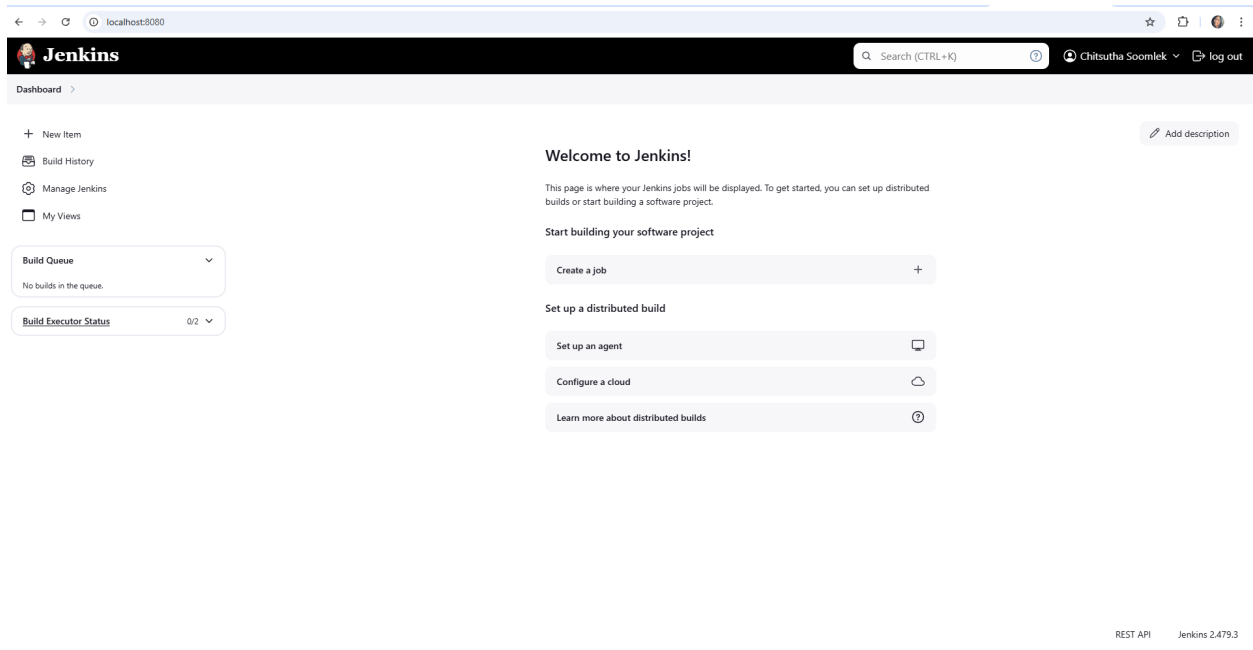 localhost:8080
Jenkins
Search (CTRL+K)
Chitsutha Soomlek
log out
Dashboard
New Item
Build History
Manage Jenkins
My Views
Build Queue
No builds in the queue.
Build Executor Status 0/2
Add description
Welcome to Jenkins!
This page is where your Jenkins jobs will be displayed. To get started, you can set up distributed
builds or start building a software project.
Start building your software project
Create a job
Set up a distributed build
Set up an agent
Configure a cloud
Learn more about distributed builds
REST API
Jenkins 2.479.3